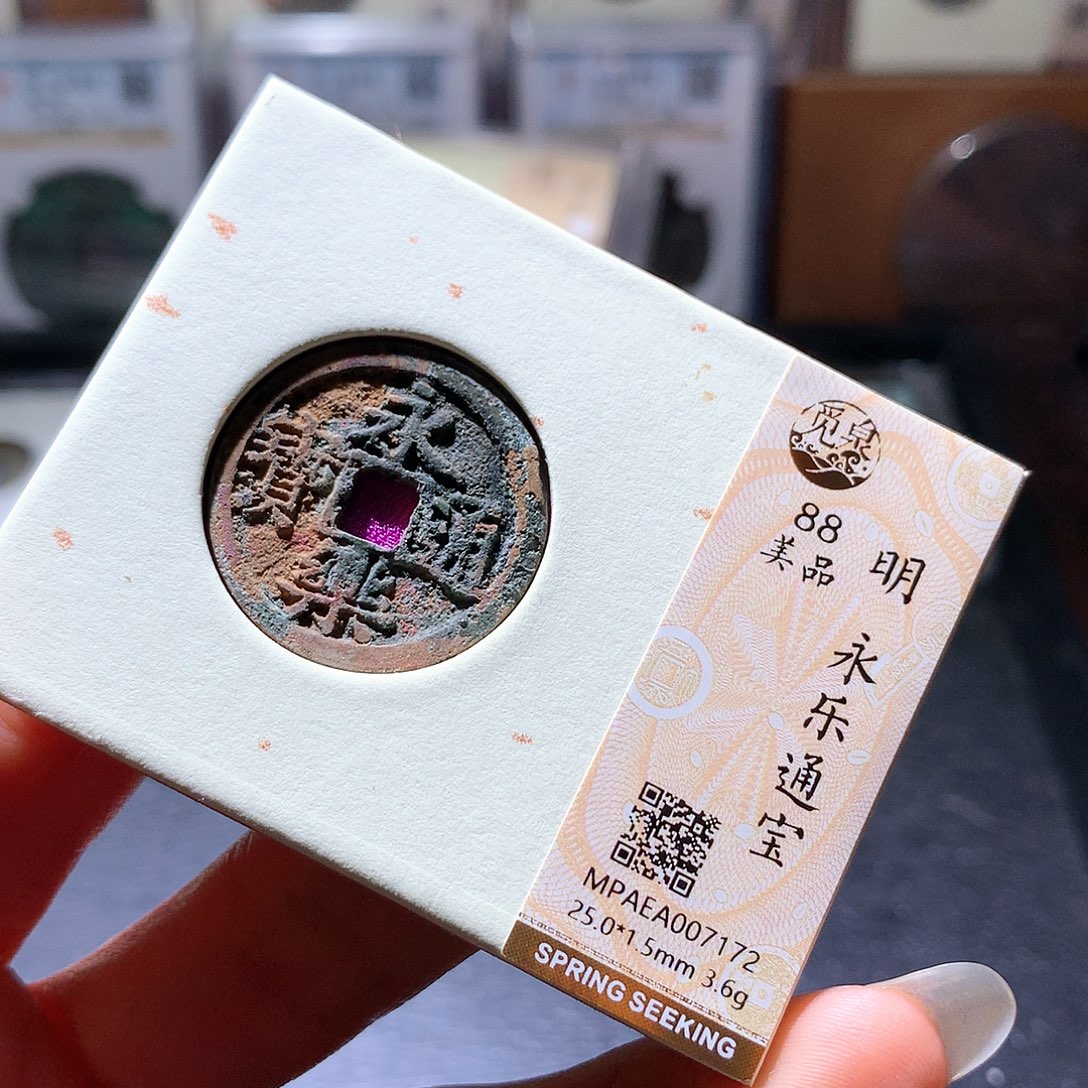 永樂通寶
觅泉
88
美品
明
永乐通宝
MPAEA007172
25.0*1.5mm 3.6g
SPRING SEEKING